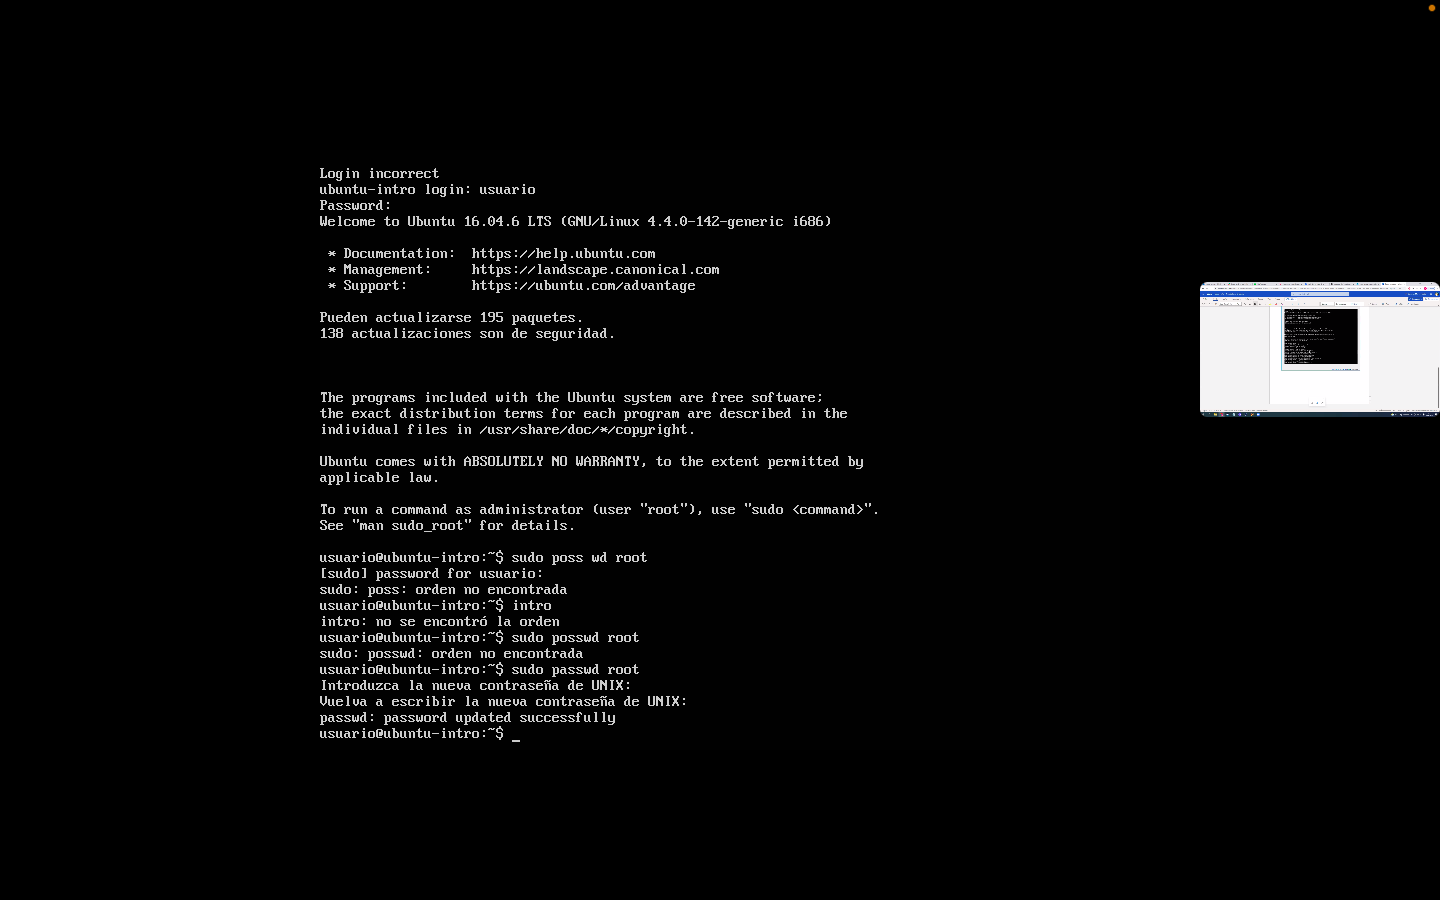 Login incorrect
ubuntu-intro login: usuario
Password:
Welcome to Ubuntu 16.04.6 LTS (GNU/Linux 4.4.0-142-generic i686)
* Documentation:  https://help.ubuntu.com
* Management:     https://landscape.canonical.com
* Support:        https://ubuntu.com/advantage
Pueden actualizarse 195 paquetes.
138 actualizaciones son de seguridad.
The programs included with the Ubuntu system are free software;
the exact distribution terms for each program are described in the
individual files in /usr/share/doc/*/copyright.
Ubuntu comes with ABSOLUTELY NO WARRANTY, to the extent permitted by
applicable law.
To run a command as administrator (user "root"), use "sudo <command>".
See "man sudo_root" for details.
usuario@ubuntu-intro:~$ sudo poss wd root
[sudo] password for usuario:
sudo: poss: orden no encontrada
usuario@ubuntu-intro:~$ intro
intro: no se encontró la orden
usuario@ubuntu-intro:~$ sudo posswd root
sudo: posswd: orden no encontrada
usuario@ubuntu-intro:~$ sudo passwd root
Introduzca la nueva contraseña de UNIX:
Vuelva a escribir la nueva contraseña de UNIX:
passwd: password updated successfully
usuario@ubuntu-intro:~$ _